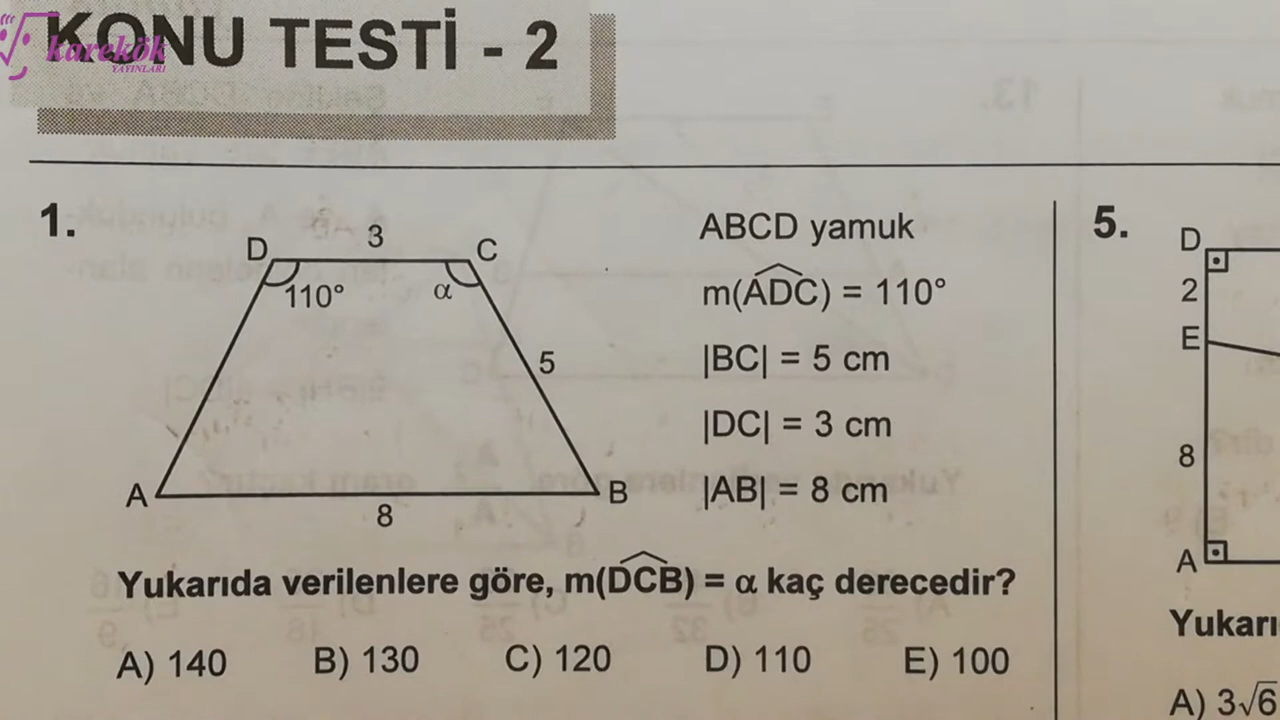 KONU TESTİ - 2
karekök
YAYINLARI
1.
D 3 C
110° α
5
A 8 B
ABCD yamuk
m(ADC) = 110°
|BC| = 5 cm
|DC| = 3 cm
|AB| = 8 cm
Yukarıda verilenlere göre, m(DCB) = α kaç derecedir?
A) 140 B) 130 C) 120 D) 110 E) 100
5.
D
2
E
8
A
Yukarı
A) 3√6